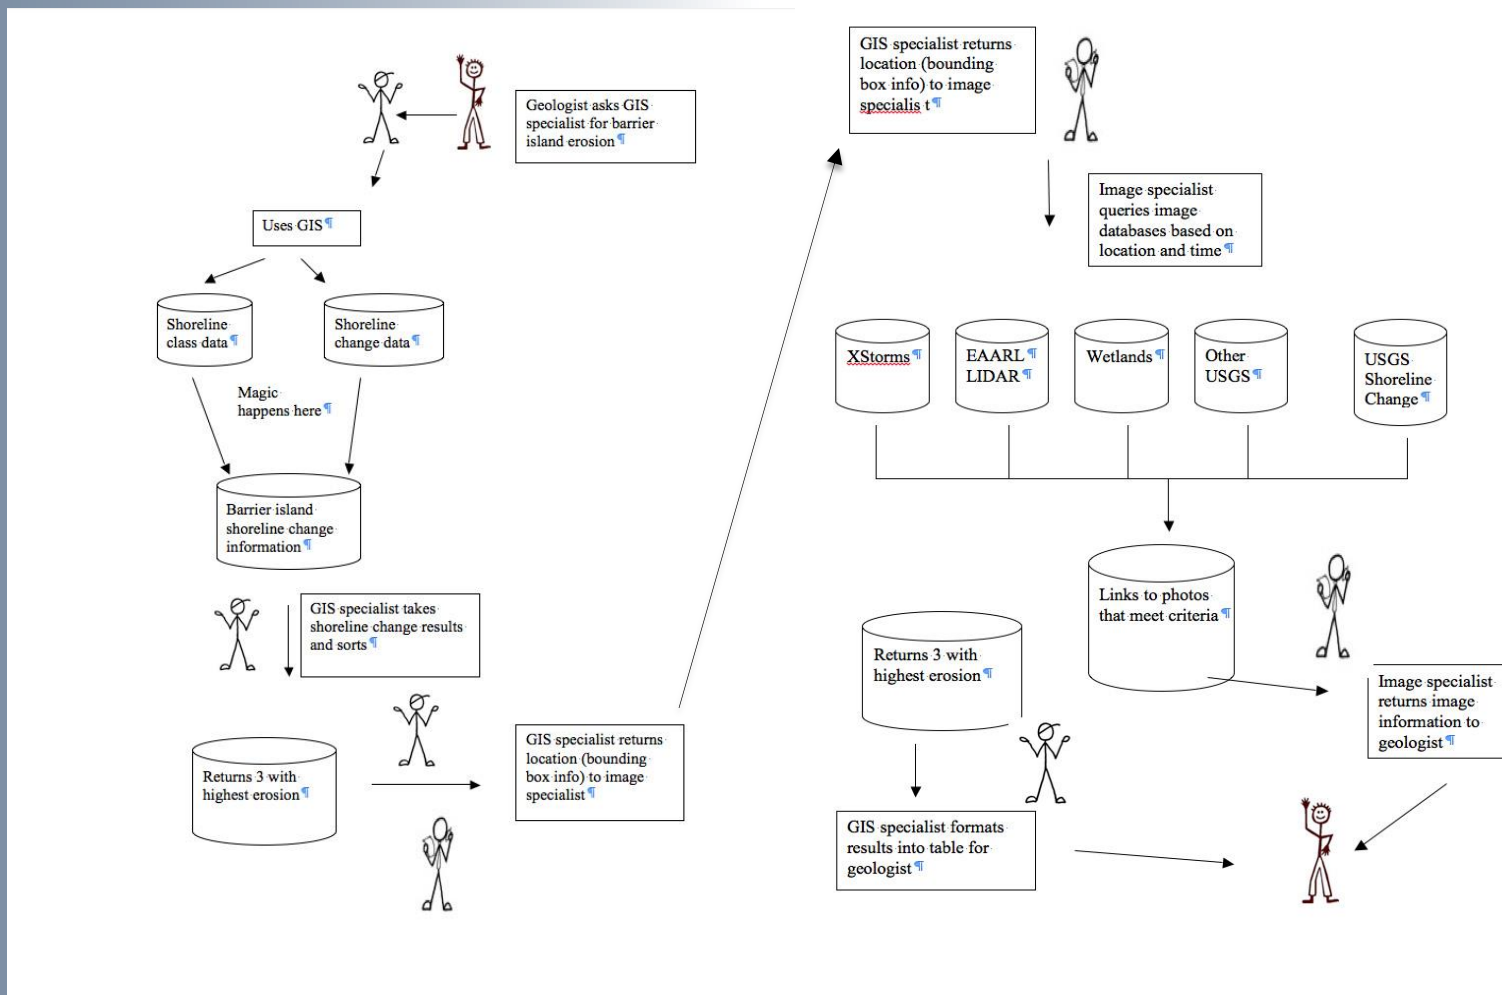 Geologist asks GIS
specialist for barrier
island erosion¶
Uses GIS¶
Shoreline
class data¶
Shoreline
change data¶
Magic
happens here¶
Barrier island
shoreline change
information¶
GIS specialist takes
shoreline change results
and sorts¶
Returns 3 with
highest erosion¶
GIS specialist returns
location (bounding
box info) to image
specialist¶
GIS specialist returns
location (bounding
box info) to image
specialis t¶
Image specialist
queries image
databases based on
location and time¶
XStorms¶
EAARL¶
LIDAR¶
Wetlands¶
Other
USGS¶
USGS
Shoreline
Change¶
Links to photos
that meet criteria¶
Returns 3 with
highest erosion¶
Image specialist
returns image
information to
geologist¶
GIS specialist formats
results into table for
geologist¶